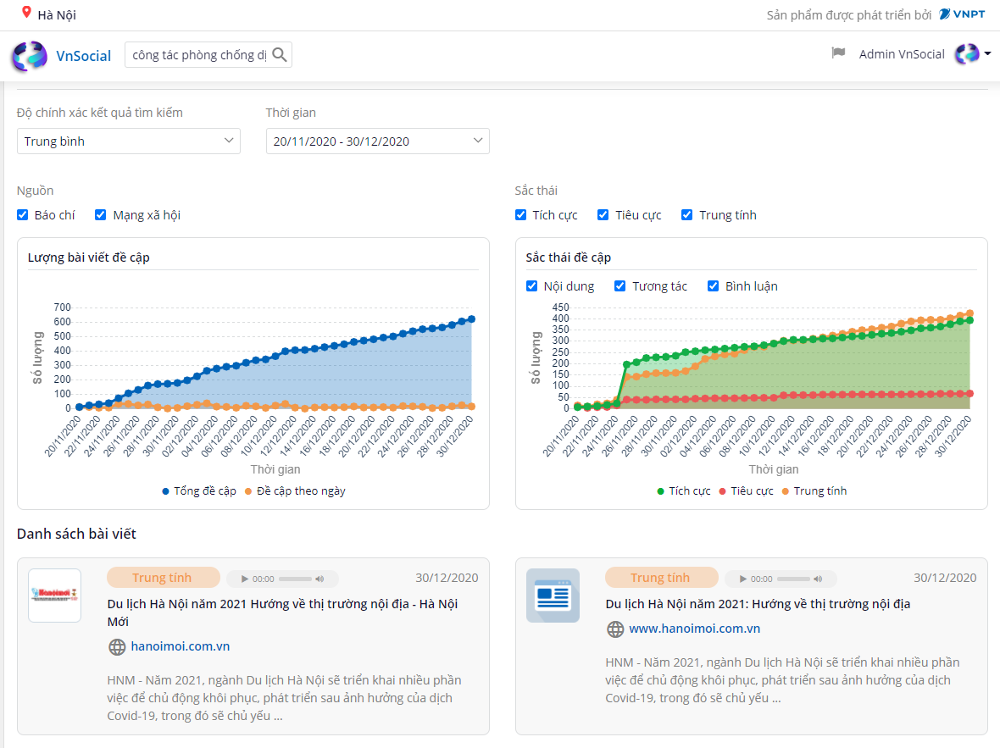 Hà Nội
Sản phẩm được phát triển bởi VNPT
VnSocial
công tác phòng chống dị
Admin VnSocial
Độ chính xác kết quả tìm kiếm
Thời gian
Trung bình
20/11/2020 - 30/12/2020
Nguồn
Báo chí
Mạng xã hội
Sắc thái
Tích cực
Tiêu cực
Trung tính
Lượng bài viết đề cập
700
600
500
400
300
200
100
0
Số lượng
20/11/2020
22/11/2020
24/11/2020
26/11/2020
28/11/2020
30/11/2020
02/12/2020
04/12/2020
06/12/2020
08/12/2020
10/12/2020
12/12/2020
14/12/2020
16/12/2020
18/12/2020
20/12/2020
22/12/2020
24/12/2020
26/12/2020
28/12/2020
30/12/2020
Thời gian
Tổng đề cập
Đề cập theo ngày
Sắc thái đề cập
Nội dung
Tương tác
Bình luận
450
400
350
300
250
200
150
100
50
0
Số lượng
20/11/2020
22/11/2020
24/11/2020
26/11/2020
28/11/2020
30/11/2020
02/12/2020
04/12/2020
06/12/2020
08/12/2020
10/12/2020
12/12/2020
14/12/2020
16/12/2020
18/12/2020
20/12/2020
22/12/2020
24/12/2020
26/12/2020
28/12/2020
30/12/2020
Thời gian
Tích cực
Tiêu cực
Trung tính
Danh sách bài viết
Hanoimoi
Trung tính
00:00
30/12/2020
Du lịch Hà Nội năm 2021 Hướng về thị trường nội địa - Hà Nội
Mới
hanoimoi.com.vn
HNM - Năm 2021, ngành Du lịch Hà Nội sẽ triển khai nhiều phần
việc để chủ động khôi phục, phát triển sau ảnh hưởng của dịch
Covid-19, trong đó sẽ chủ yếu ...
Trung tính
00:00
30/12/2020
Du lịch Hà Nội năm 2021: Hướng về thị trường nội địa
www.hanoimoi.com.vn
HNM - Năm 2021, ngành Du lịch Hà Nội sẽ triển khai nhiều phần
việc để chủ động khôi phục, phát triển sau ảnh hưởng của dịch
Covid-19, trong đó sẽ chủ yếu ...